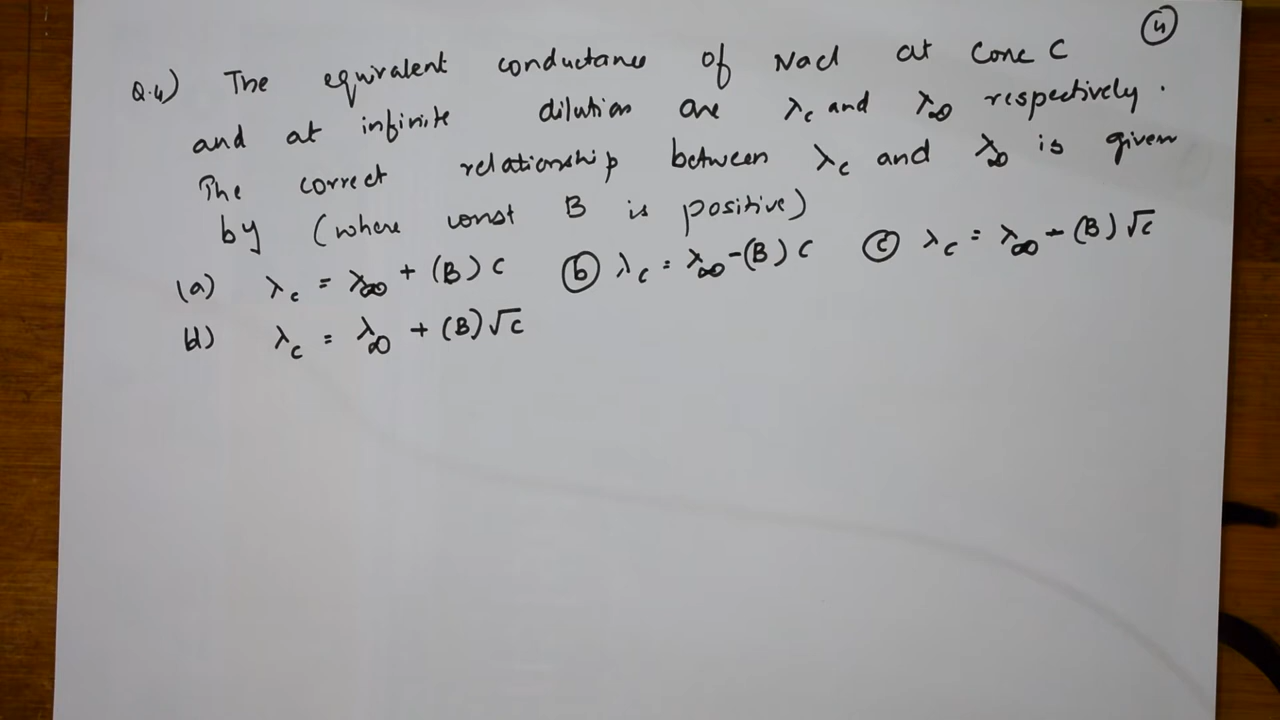 ④
Q.4) The equivalent conductance of Nacl at Conc C
and at infinite dilution are λc and λ∞ respectively.
The correct relationship between λc and λ∞ is given
by (where const B is positive)
(a) λc = λ∞ + (B) C (b) λc = λ∞ - (B) C (c) λc = λ∞ - (B) √c
(d) λc = λ∞ + (B) √c